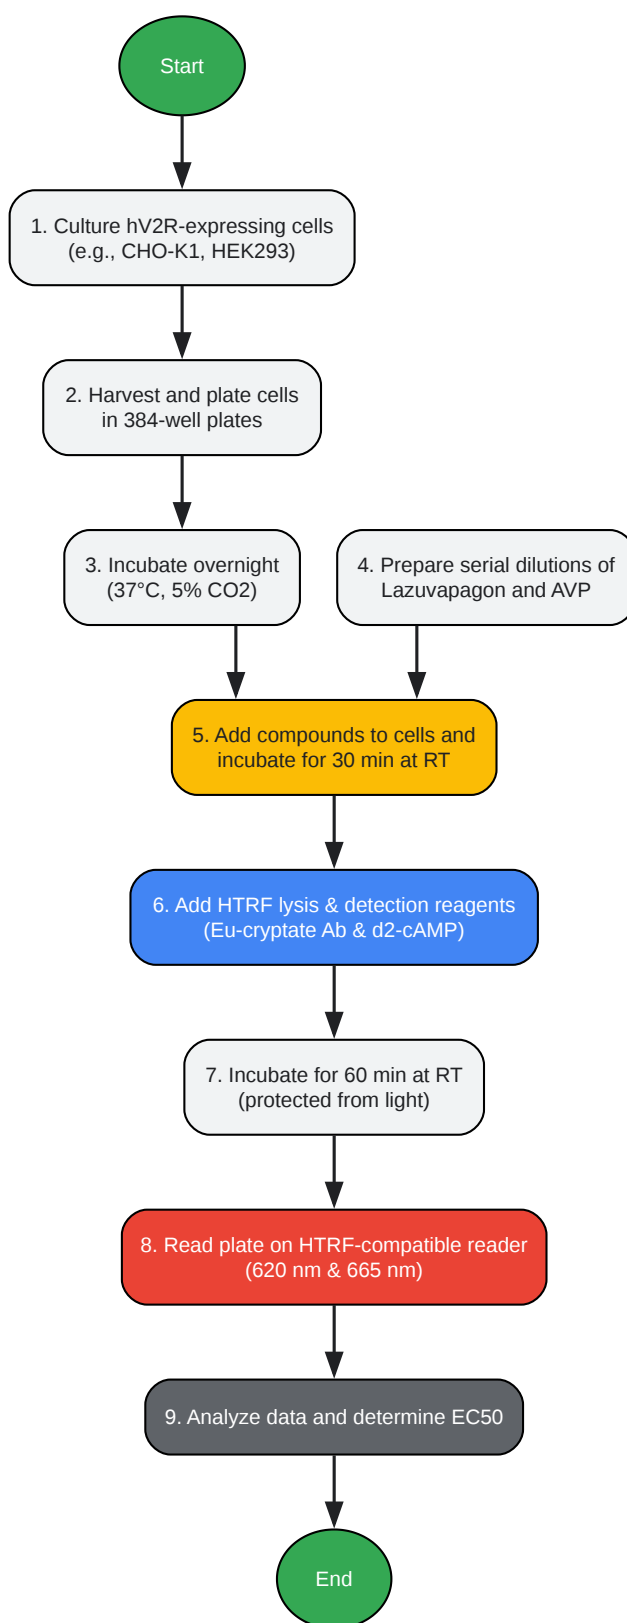 Start
1. Culture hV2R-expressing cells
(e.g., CHO-K1, HEK293)
2. Harvest and plate cells
in 384-well plates
3. Incubate overnight
(37°C, 5% CO2)
4. Prepare serial dilutions of
Lazuvapagon and AVP
5. Add compounds to cells and
incubate for 30 min at RT
6. Add HTRF lysis & detection reagents
(Eu-cryptate Ab & d2-cAMP)
7. Incubate for 60 min at RT
(protected from light)
8. Read plate on HTRF-compatible reader
(620 nm & 665 nm)
9. Analyze data and determine EC50
End